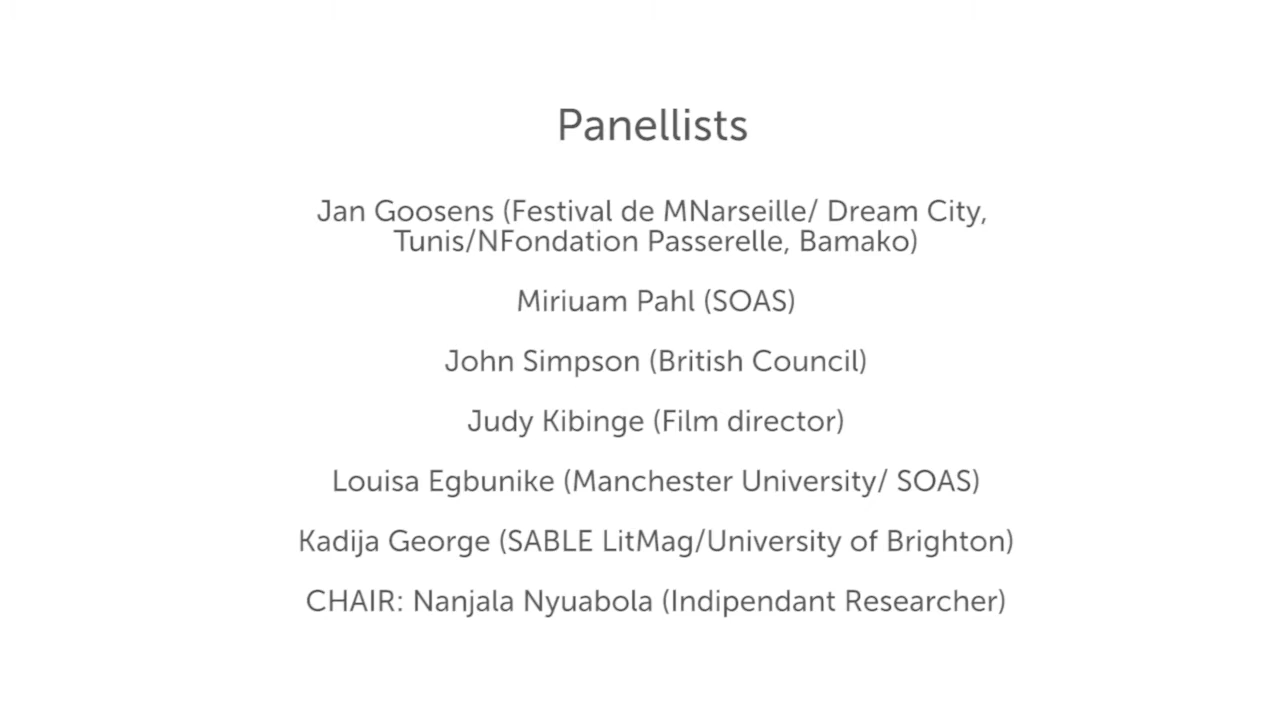 Panellists
Jan Goosens (Festival de MNarseille/ Dream City,
Tunis/NFondation Passerelle, Bamako)
Miriuam Pahl (SOAS)
John Simpson (British Council)
Judy Kibinge (Film director)
Louisa Egbunike (Manchester University/ SOAS)
Kadija George (SABLE LitMag/University of Brighton)
CHAIR: Nanjala Nyuabola (Indipendant Researcher)